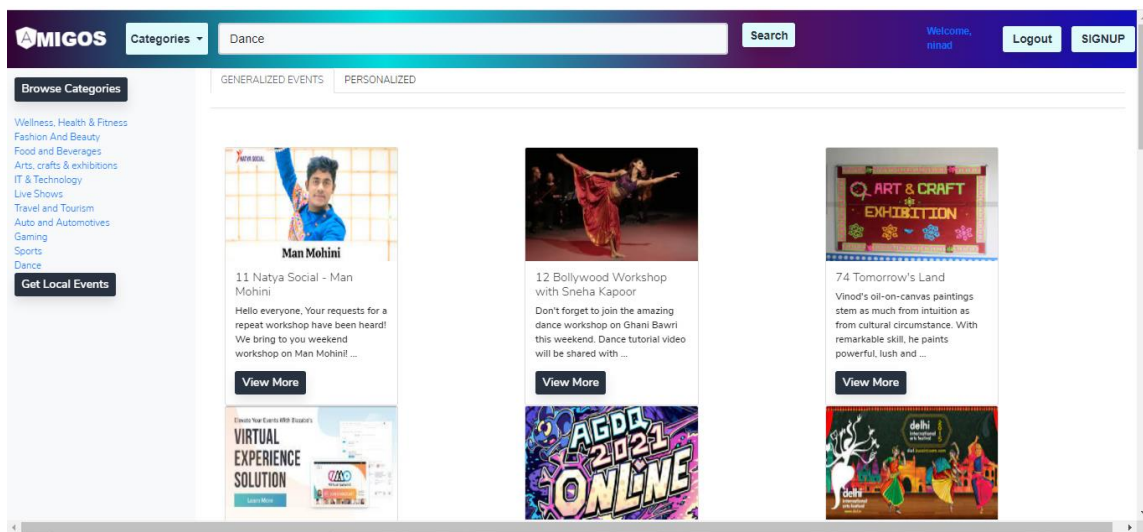 AMIGOS
Categories
Dance
Search
Welcome,
ninad
Logout
SIGNUP
Browse Categories
Wellness, Health & Fitness
Fashion And Beauty
Food and Beverages
Arts, crafts & exhibitions
IT & Technology
Live Shows
Travel and Tourism
Auto and Automotives
Gaming
Sports
Dance
Get Local Events
GENERALIZED EVENTS
PERSONALIZED
NATYA SOCIAL
Man Mohini
11 Natya Social - Man
Mohini
Hello everyone, Your requests for a
repeat workshop have been heard!
We bring to you weekend
workshop on Man Mohini! ...
View More
12 Bollywood Workshop
with Sneha Kapoor
Don't forget to join the amazing
dance workshop on Ghani Bawri
this weekend. Dance tutorial video
will be shared with ...
View More
ART & CRAFT
EXHIBITION
74 Tomorrow's Land
Vinod's oil-on-canvas paintings
stem as much from intuition as
from cultural circumstance. With
remarkable skill, he paints
powerful, lush and ...
View More
VIRTUAL
EXPERIENCE
SOLUTION
Learn More
AGDQ
2021
ONLINE
delhi
international
arts festival
delhi
international
arts festival